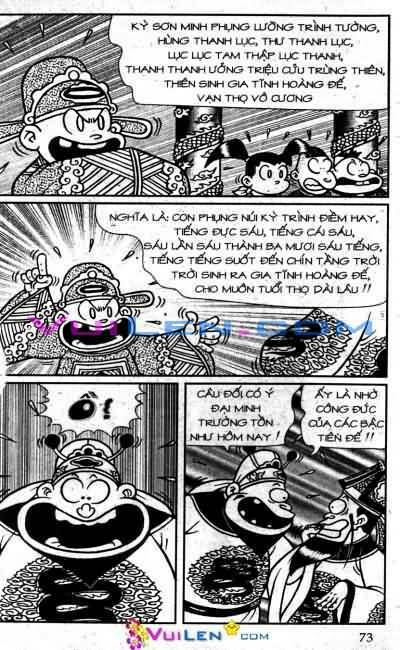 KỲ SƠN MINH PHỤNG LƯỠNG TRÌNH TƯỜNG,
HÙNG THANH LỤC, THƯ THANH LỤC,
LỤC LỤC TAM THẬP LỤC THANH,
THANH THANH ƯỞNG TRIỆU CỬU TRÙNG THIÊN,
THIÊN SINH GIA TĨNH HOÀNG ĐẾ,
VẠN THỌ VÔ CƯƠNG
NGHĨA LÀ: CON PHỤNG NÚI KỲ TRÌNH ĐIỀM HAY,
TIẾNG ĐỰC SÁU, TIẾNG CÁI SÁU,
SÁU LẦN SÁU THÀNH BA MƯƠI SÁU TIẾNG,
TIẾNG TIẾNG SUỐT ĐẾN CHÍN TẦNG TRỜI
TRỜI SINH RA GIA TĨNH HOÀNG ĐẾ,
CHO MUÔN TUỔI THỌ DÀI LÂU !!
VUILEN.COM
Ồ!
CÂU ĐỐI CÓ Ý
ĐẠI MINH
TRƯỜNG TỒN
NHƯ HÔM NAY !
ẤY LÀ NHỜ
CÔNG ĐỨC
CỦA CÁC BẬC
TIÊN ĐẾ !!
73
VUILEN.COM